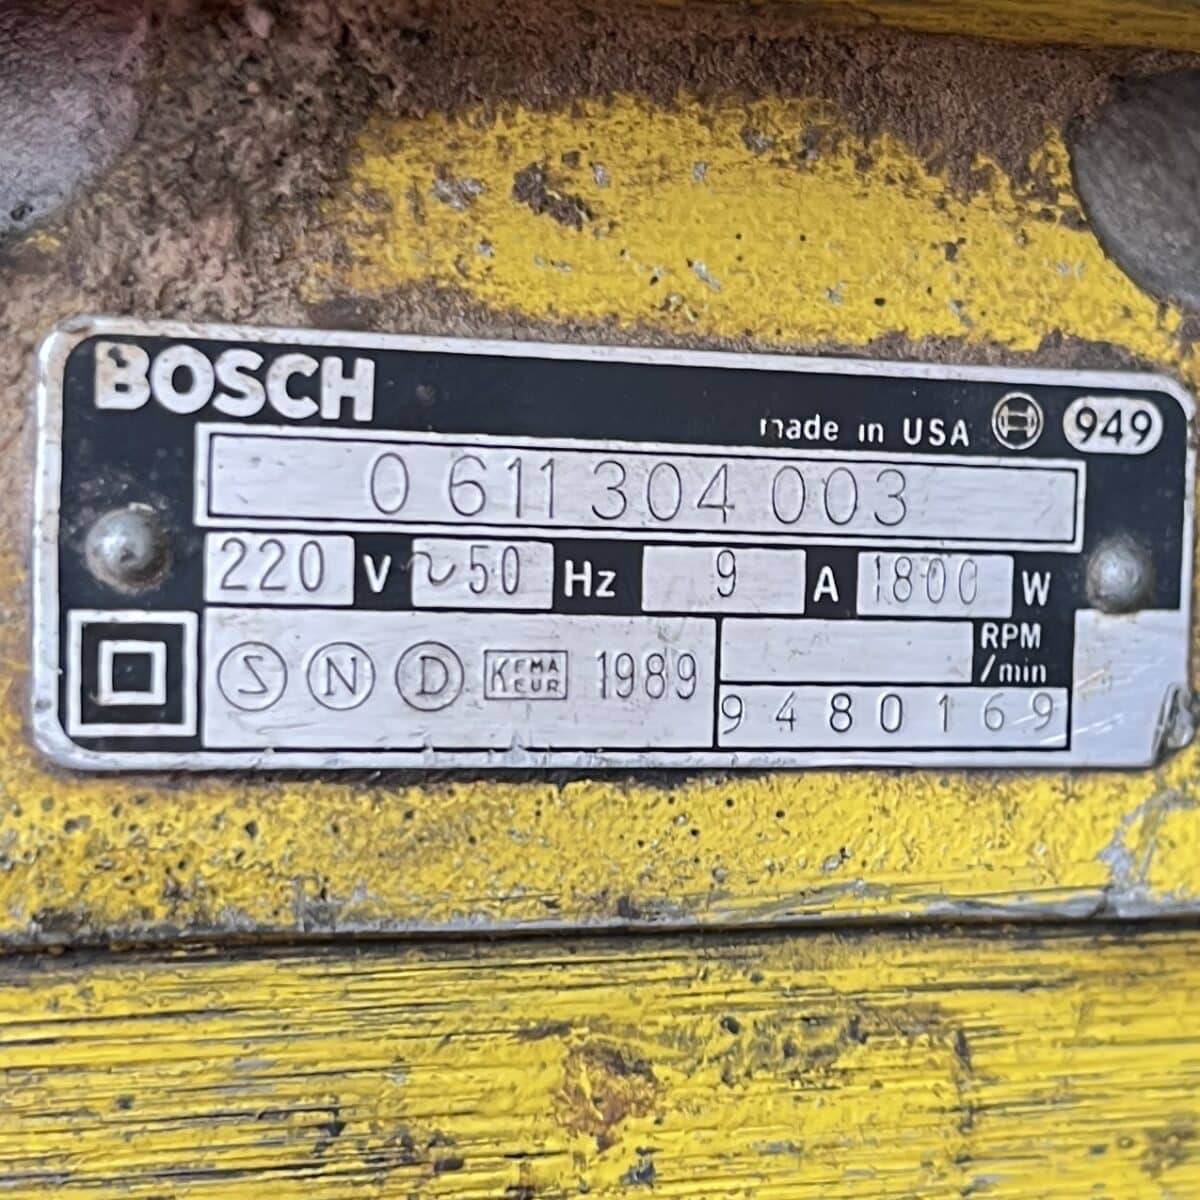 BOSCH
made in USA 949
0 611 304 003
220 V ~50 Hz 9 A 1800 W
RPM
/min
S N D KEMA EUR 1989
9480169